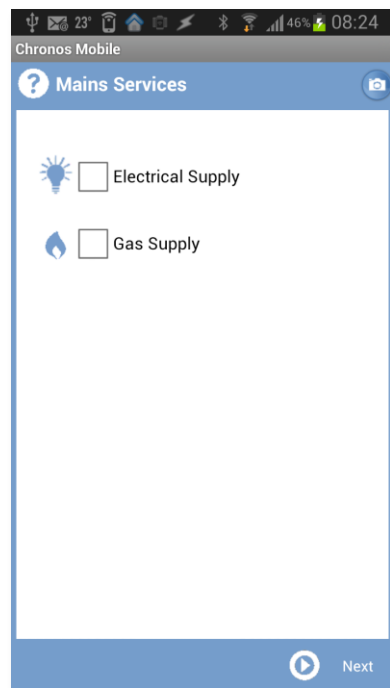 23° 46% 08:24
Chronos Mobile
? Mains Services
Electrical Supply
Gas Supply
Next